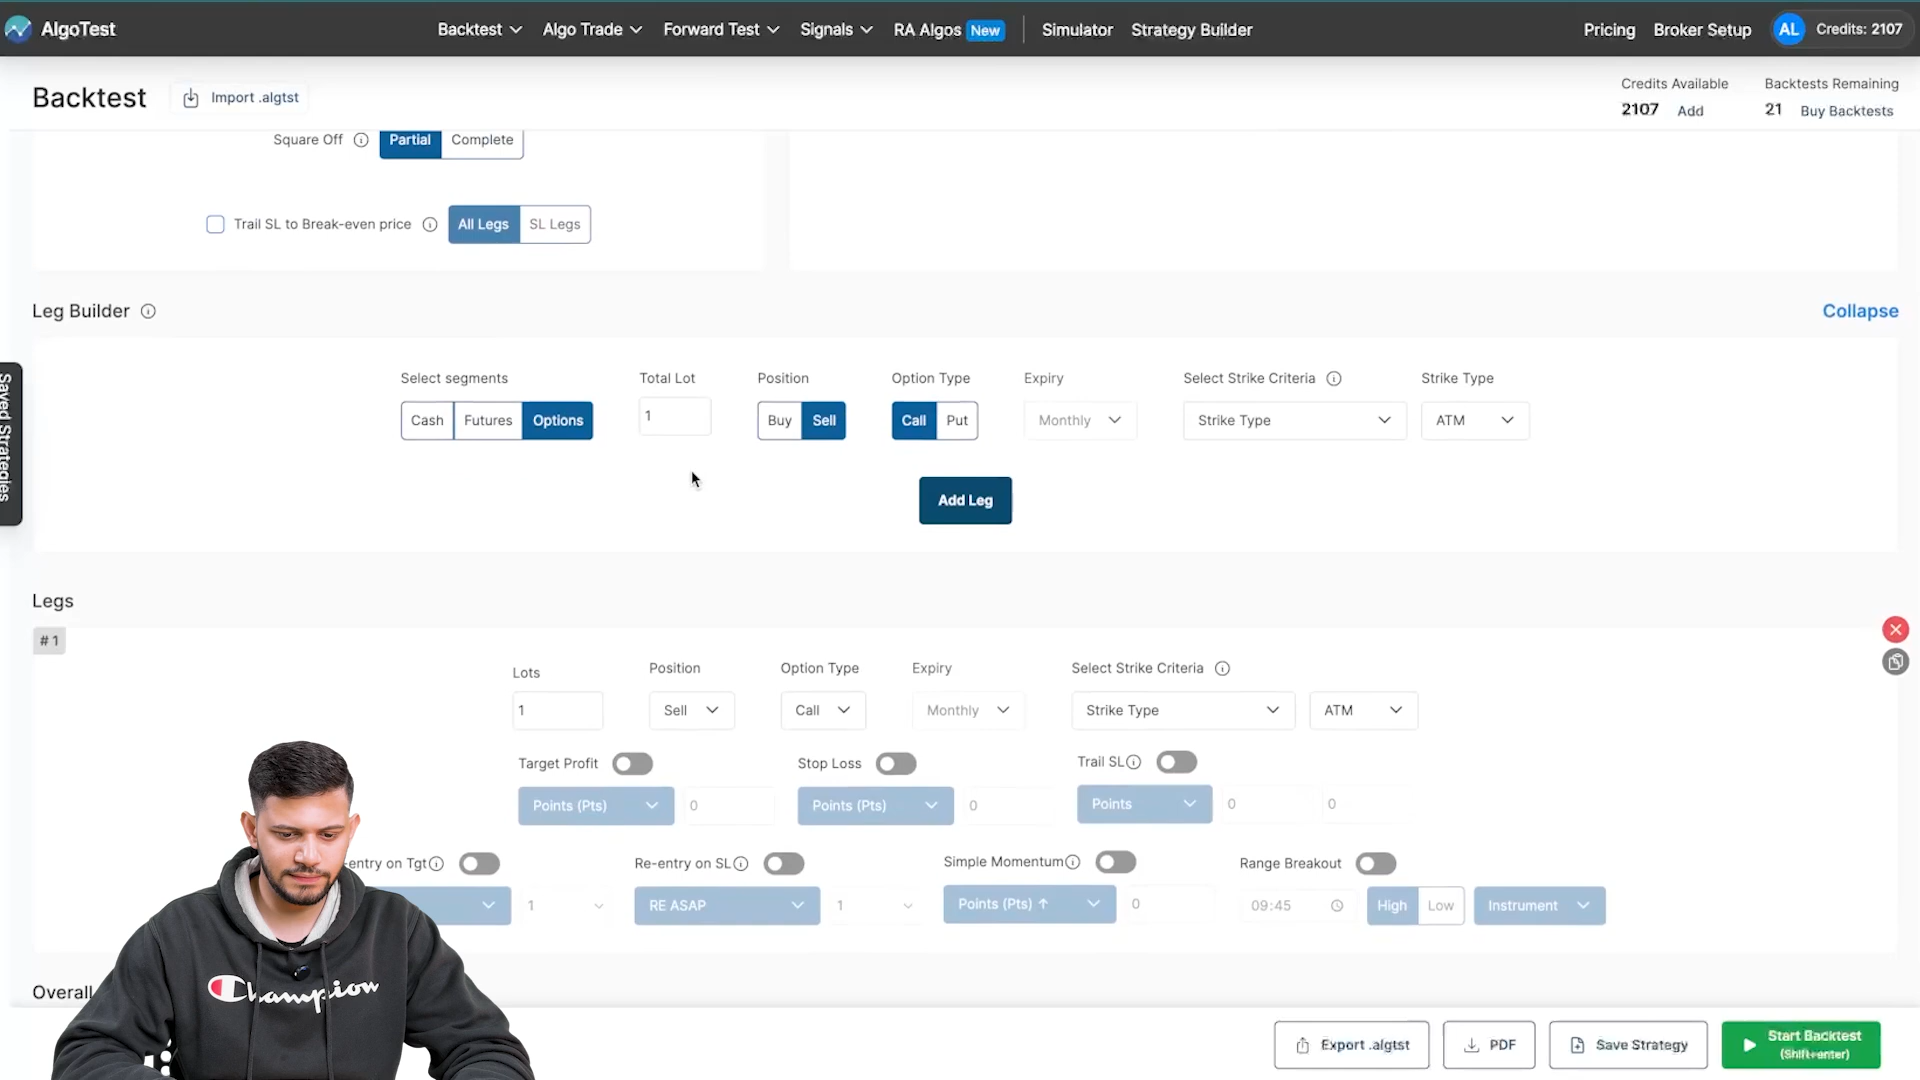 AlgoTest Backtest Algo Trade Forward Test Signals RA Algos New Simulator Strategy Builder Pricing Broker Setup AL Credits: 2107
Backtest Import .algtst
Credits Available Backtests Remaining
2107 Add 21 Buy Backtests
Square Off Partial Complete
Trail SL to Break-even price All Legs SL Legs
Leg Builder Collapse
Saved Strategies
Select segments Total Lot Position Option Type Expiry Select Strike Criteria Strike Type
Cash Futures Options 1 Buy Sell Call Put Monthly Strike Type ATM
Add Leg
Legs
# 1
Lots Position Option Type Expiry Select Strike Criteria
1 Sell Call Monthly Strike Type ATM
Target Profit Stop Loss Trail SL
Points (Pts) 0 Points (Pts) 0 Points 0 0
entry on Tgt Re-entry on SL Simple Momentum Range Breakout
1 RE ASAP 1 Points (Pts) ↑ 0 09:45 High Low Instrument
Champion
Overall
Export .algtst PDF Save Strategy Start Backtest
(Shift+enter)